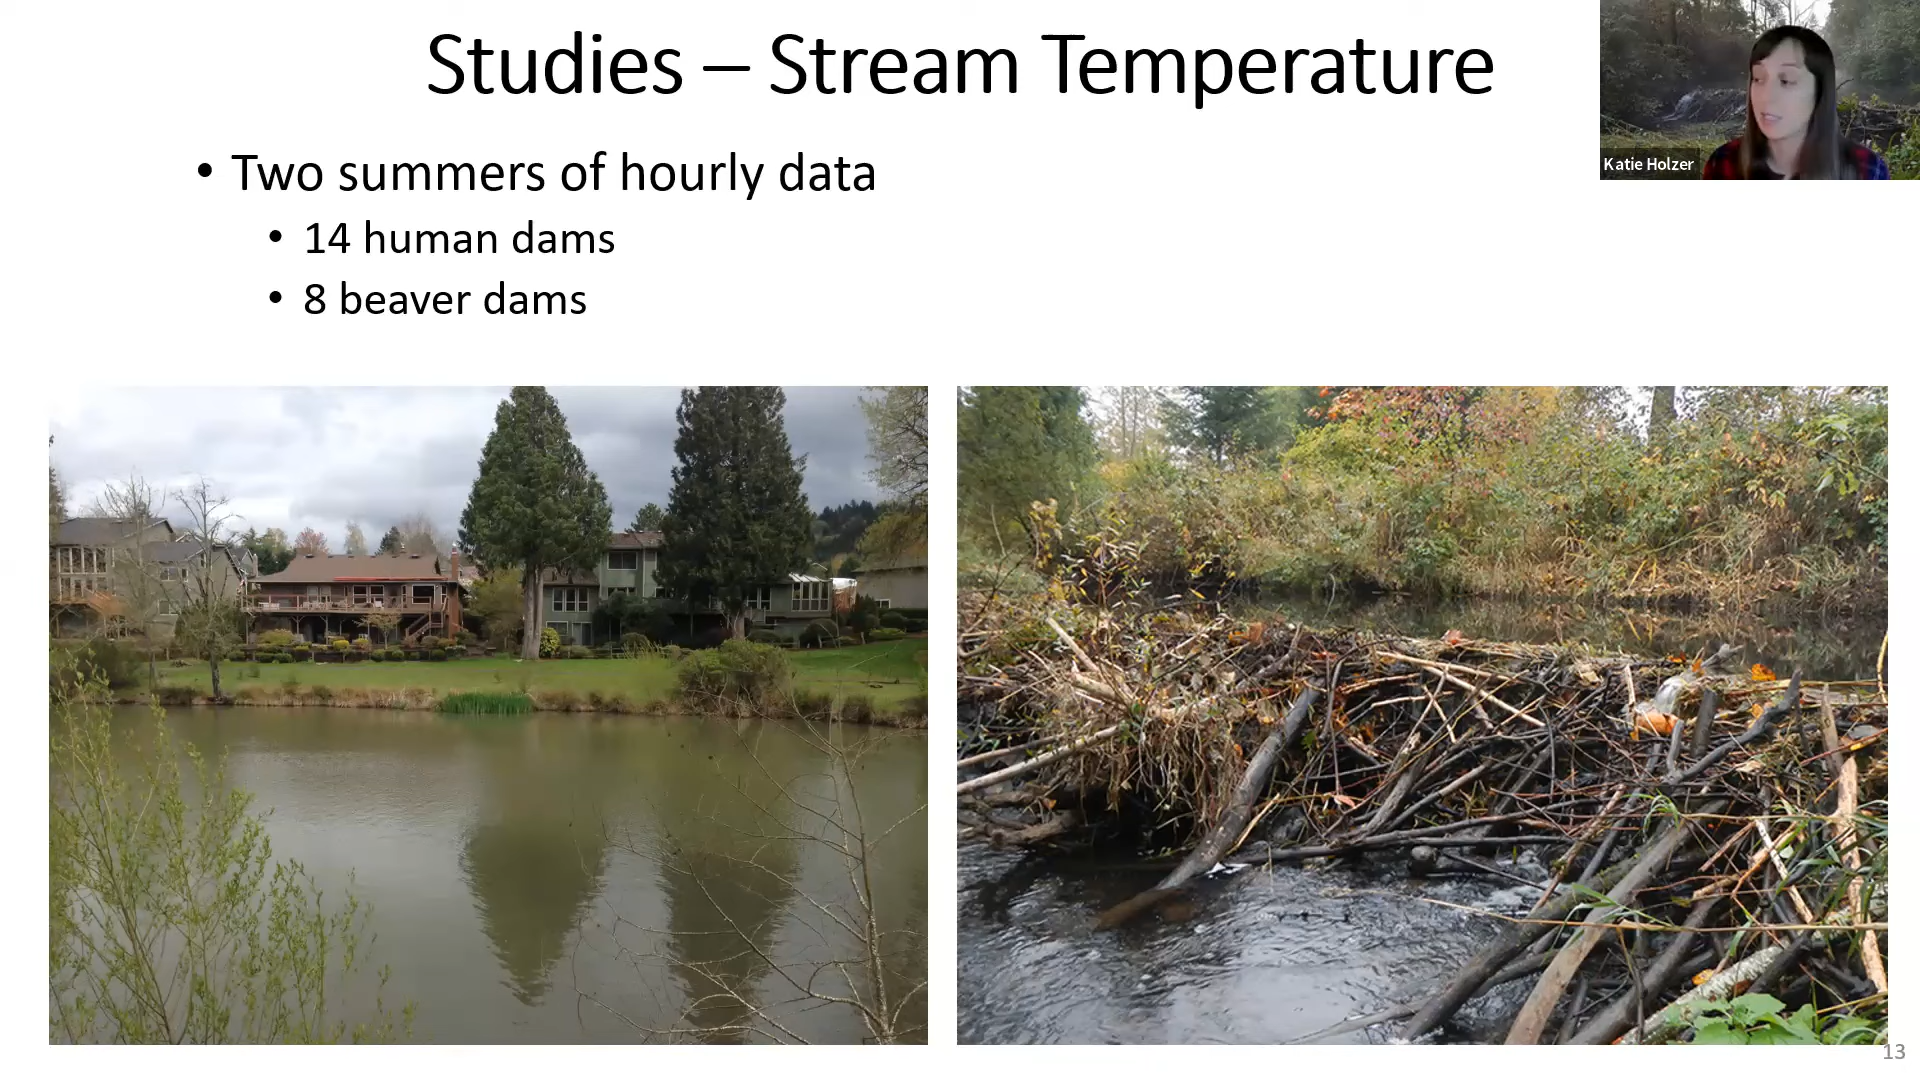 Studies – Stream Temperature
Katie Holzer
• Two summers of hourly data
• 14 human dams
• 8 beaver dams
13